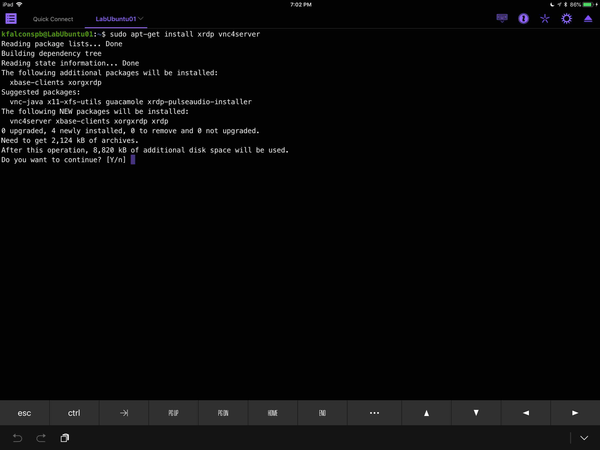 iPad
7:02 PM
86%
Quick Connect
LabUbuntu01
kfalconspb@LabUbuntu01:~$ sudo apt-get install xrdp vnc4server
Reading package lists... Done
Building dependency tree
Reading state information... Done
The following additional packages will be installed:
xbase-clients xorgxrdp
Suggested packages:
vnc-java x11-xfs-utils guacamole xrdp-pulseaudio-installer
The following NEW packages will be installed:
vnc4server xbase-clients xorgxrdp xrdp
0 upgraded, 4 newly installed, 0 to remove and 0 not upgraded.
Need to get 2,124 kB of archives.
After this operation, 8,820 kB of additional disk space will be used.
Do you want to continue? [Y/n]
esc ctrl PGUP PGDN HOME END